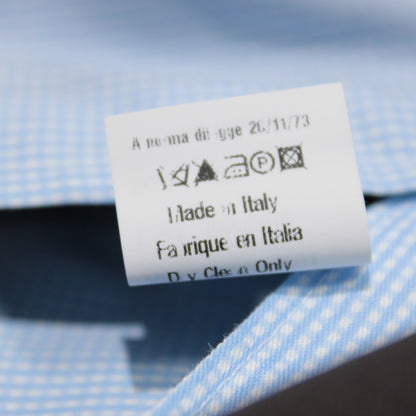 A norma di legge 26/11/73
P
Made in Italy
Fabrique en Italia
Dry Clean Only